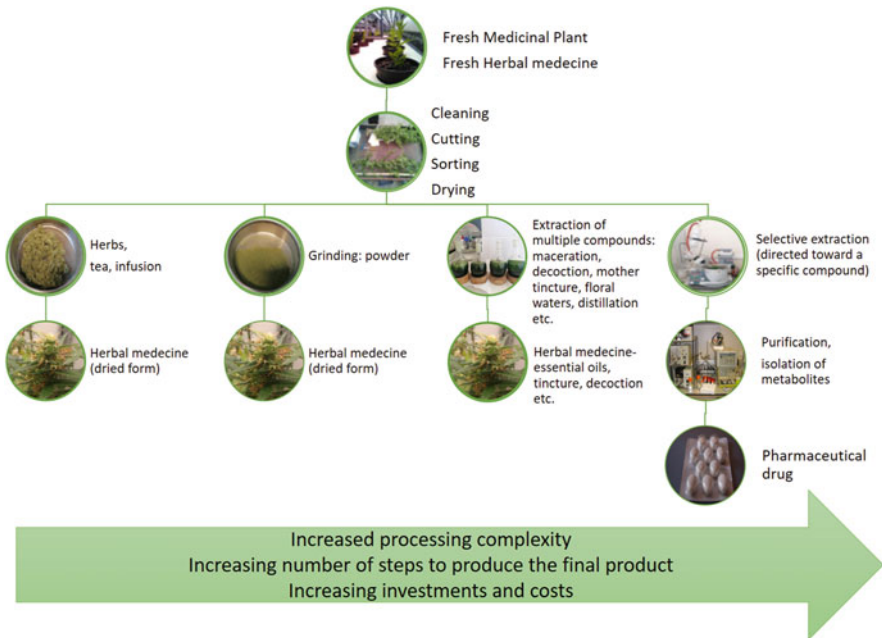 Fresh Medicinal Plant
Fresh Herbal medecine
Cleaning
Cutting
Sorting
Drying
Herbs,
tea, infusion
Grinding: powder
Extraction of
multiple compounds:
maceration,
decoction, mother
tincture, floral
waters, distillation
etc.
Selective extraction
(directed toward a
specific compound)
Herbal medecine
(dried form)
Herbal medecine
(dried form)
Herbal medecine-
essential oils,
tincture, decoction
etc.
Purification,
isolation of
metabolites
Pharmaceutical
drug
Increased processing complexity
Increasing number of steps to produce the final product
Increasing investments and costs